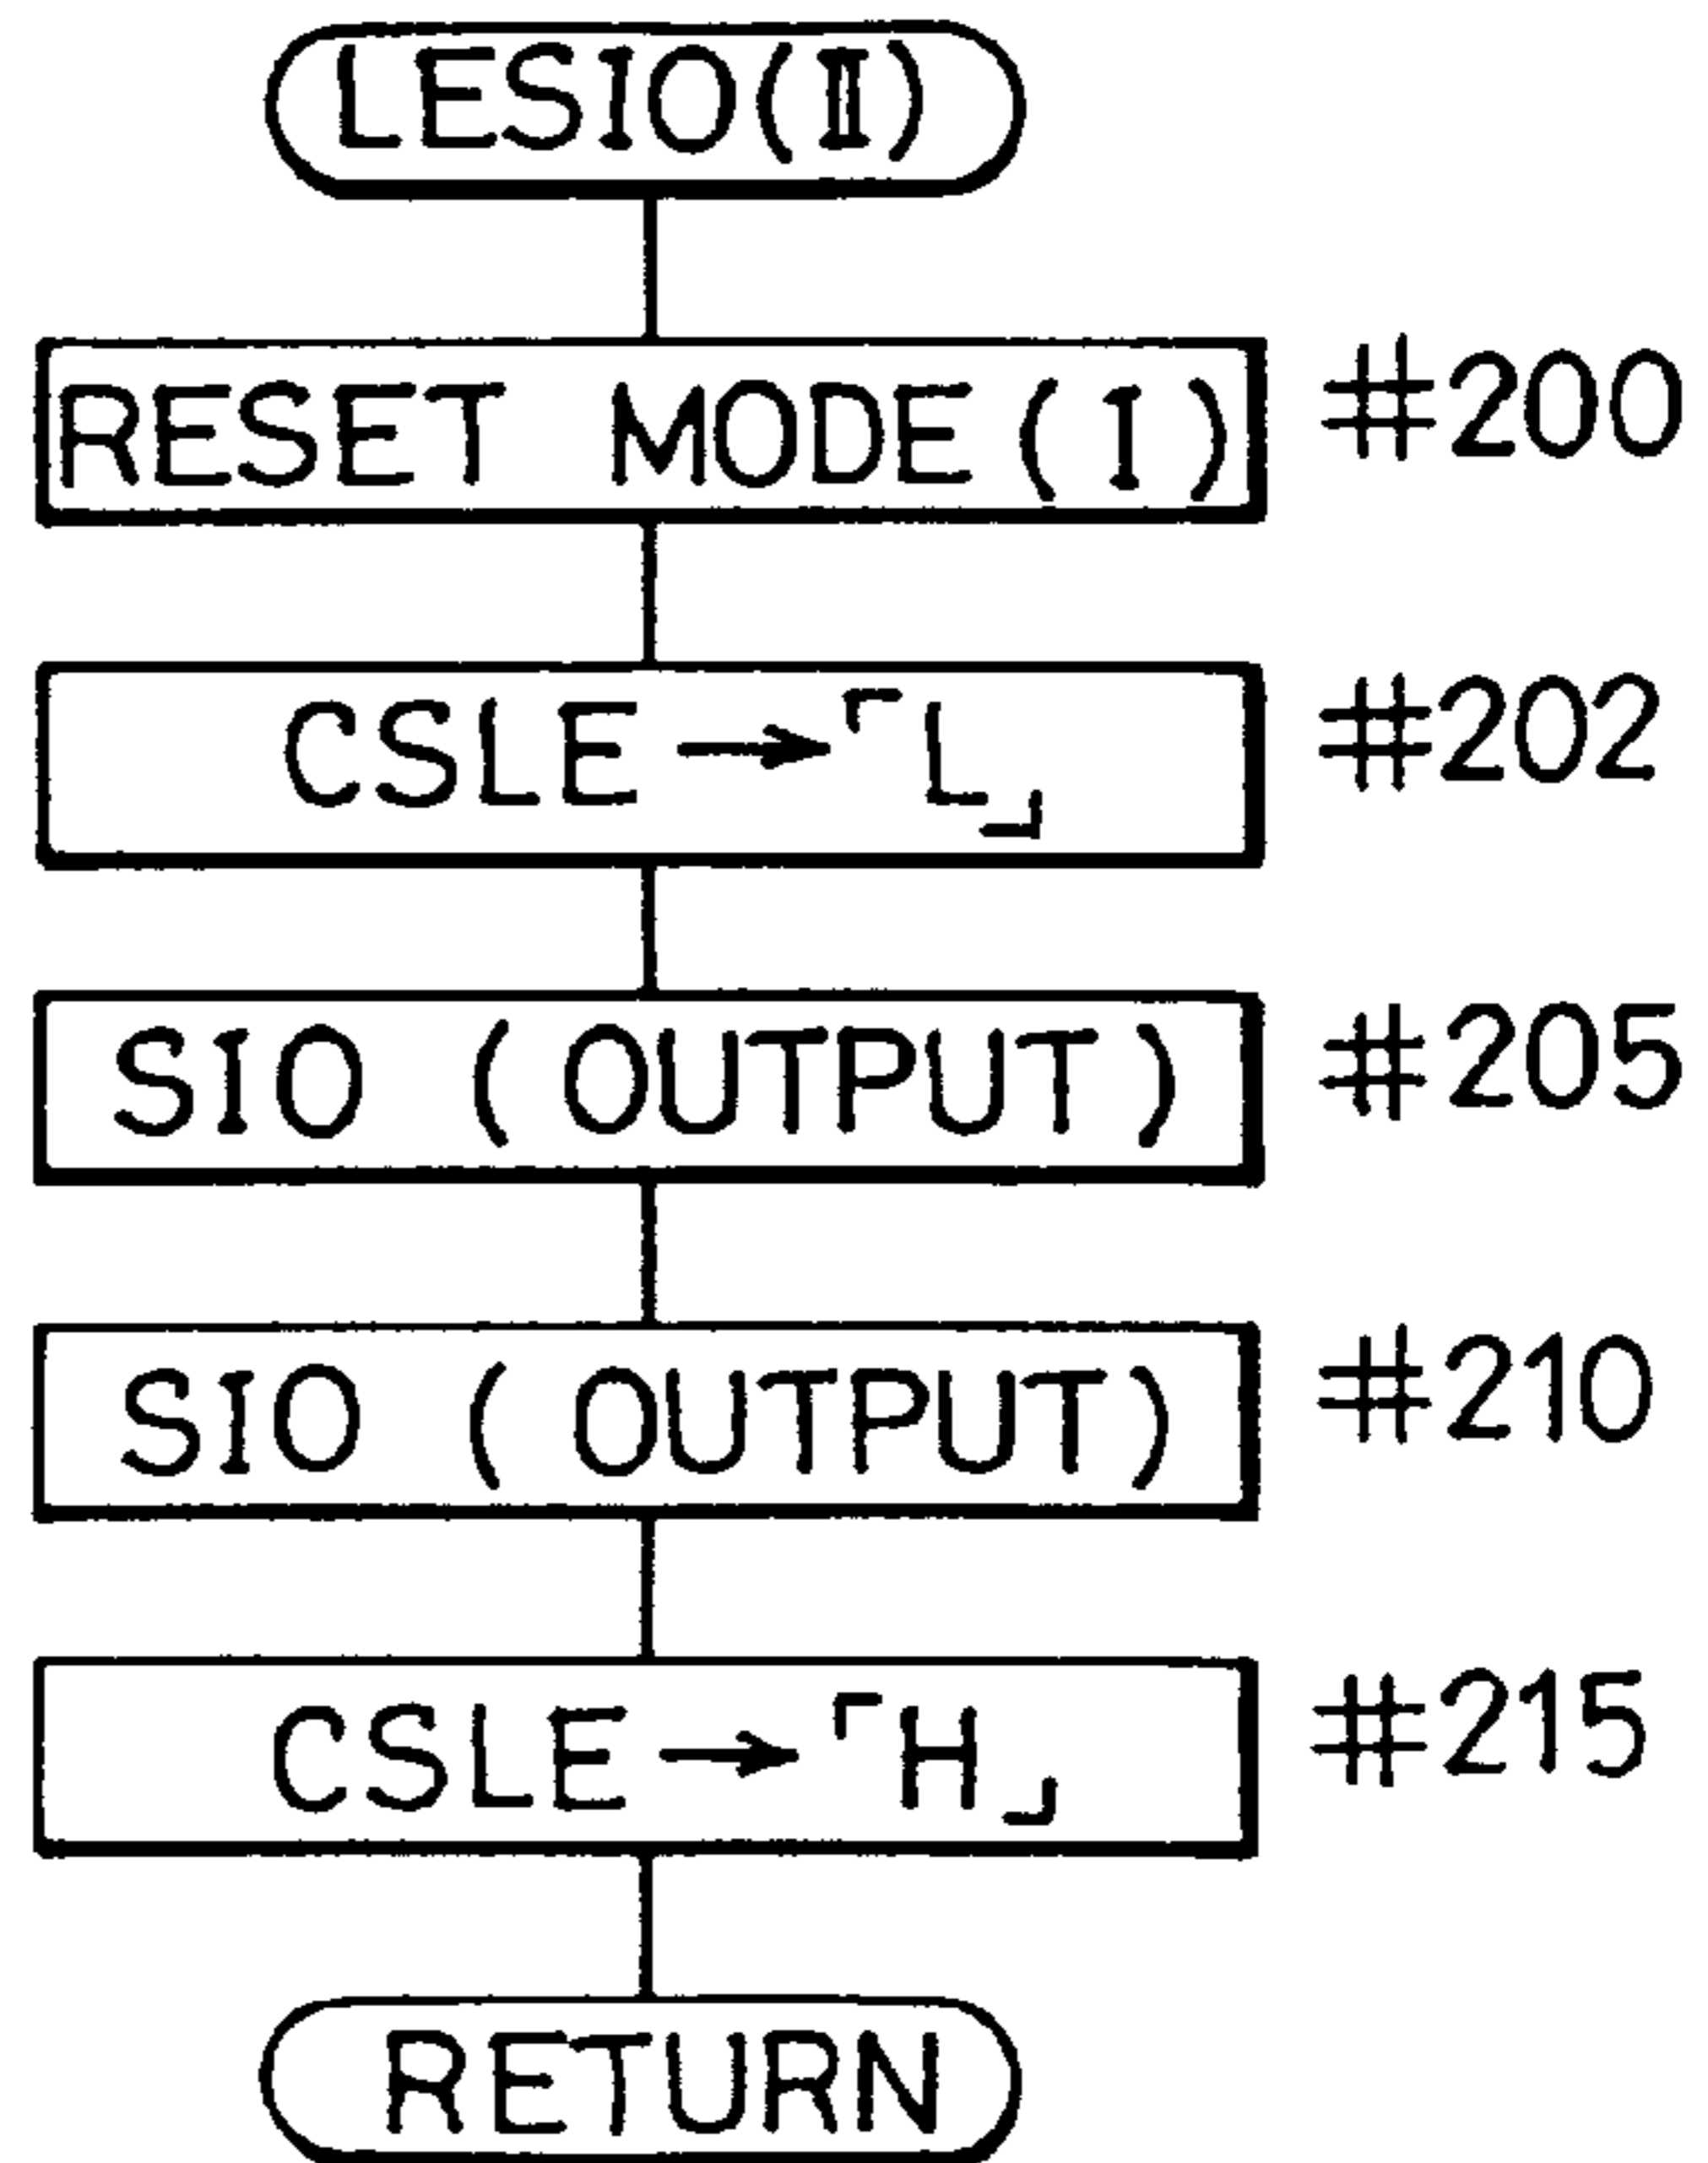 LESIO(Ⅱ)
RESET MODE(I) #200
CSLE→「L」 #202
SIO (OUTPUT) #205
SIO (OUTPUT) #210
CSLE→「H」 #215
RETURN